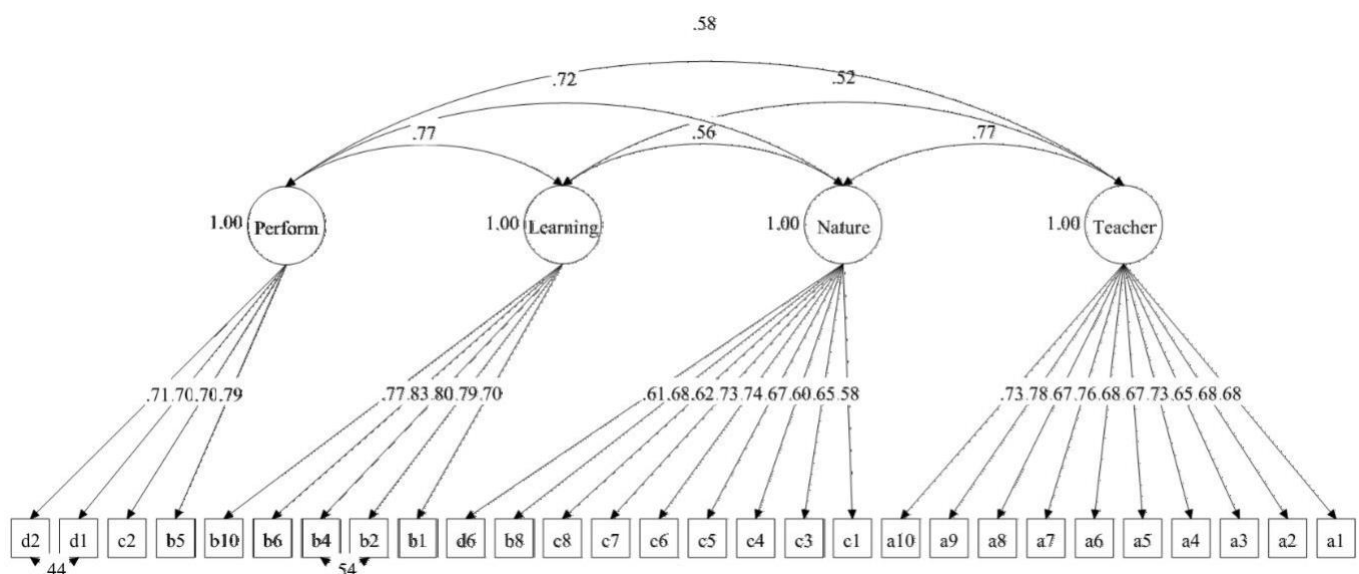 .58
.72 .52
.77 .56 .77
1.00 Perform 1.00 Learning 1.00 Nature 1.00 Teacher
.71 .70 .70 .79 .77 .83 .80 .79 .70 .61 .68 .62 .73 .74 .67 .60 .65 .58 .73 .78 .67 .76 .68 .67 .73 .65 .68 .68
d2 d1 c2 b5 b10 b6 b4 b2 b1 d6 b8 c8 c7 c6 c5 c4 c3 c1 a10 a9 a8 a7 a6 a5 a4 a3 a2 a1
44 54